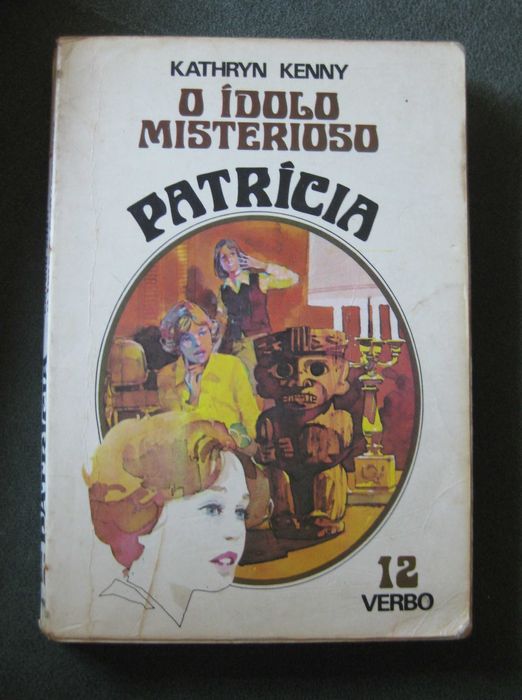 KATHRYN KENNY
O ÍDOLO
MISTERIOSO
PATRÍCIA
12
VERBO